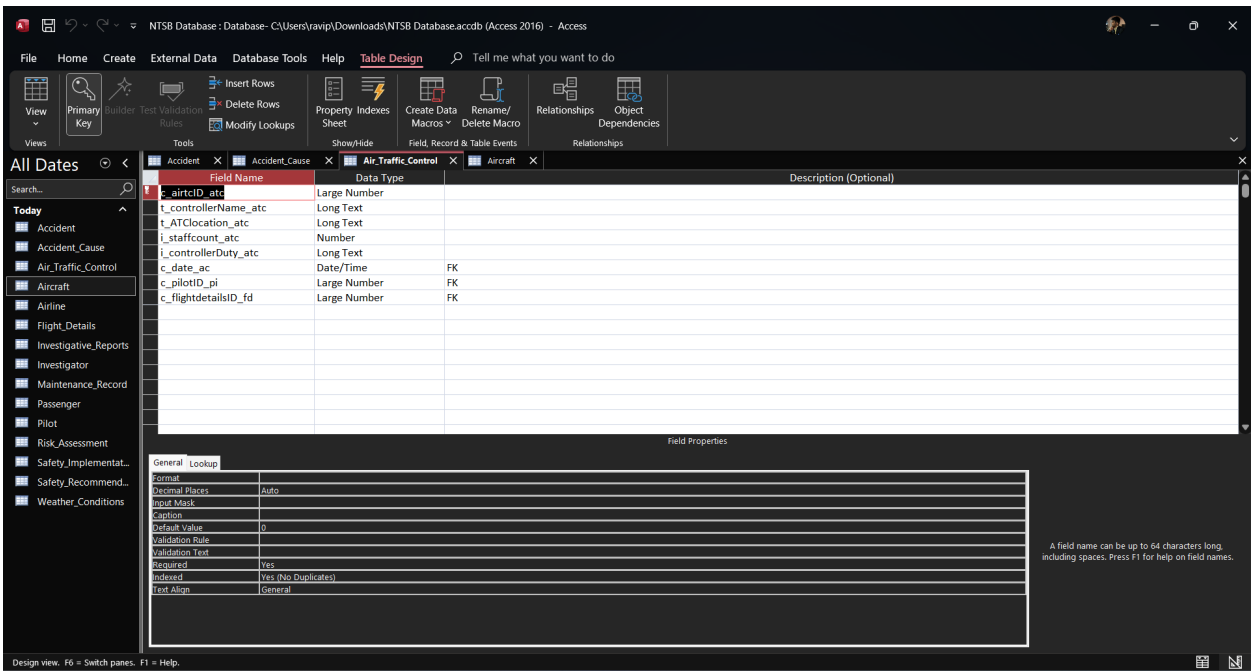 NTSB Database : Database- C:\Users\ravip\Downloads\NTSB Database.accdb (Access 2016) - Access
File Home Create External Data Database Tools Help Table Design Tell me what you want to do
View
Primary Key
Builder
Test Validation Rules
Insert Rows
Delete Rows
Modify Lookups
Property Sheet
Indexes
Create Data Macros
Rename/ Delete Macro
Relationships
Object Dependencies
Views Tools Show/Hide Field, Record & Table Events Relationships
All Dates
Search...
Today
Accident
Accident_Cause
Air_Traffic_Control
Aircraft
Airline
Flight_Details
Investigative_Reports
Investigator
Maintenance_Record
Passenger
Pilot
Risk_Assessment
Safety_Implementat...
Safety_Recommend...
Weather_Conditions
Accident Accident_Cause Air_Traffic_Control Aircraft
Field Name Data Type Description (Optional)
c_airtcID_atc Large Number
t_controllerName_atc Long Text
t_ATClocation_atc Long Text
i_staffcount_atc Number
i_controllerDuty_atc Long Text
c_date_ac Date/Time FK
c_pilotID_pi Large Number FK
c_flightdetailsID_fd Large Number FK
Field Properties
General Lookup
Format
Decimal Places Auto
Input Mask
Caption
Default Value 0
Validation Rule
Validation Text
Required Yes
Indexed Yes (No Duplicates)
Text Align General
A field name can be up to 64 characters long,
including spaces. Press F1 for help on field names.
Design view. F6 = Switch panes. F1 = Help.